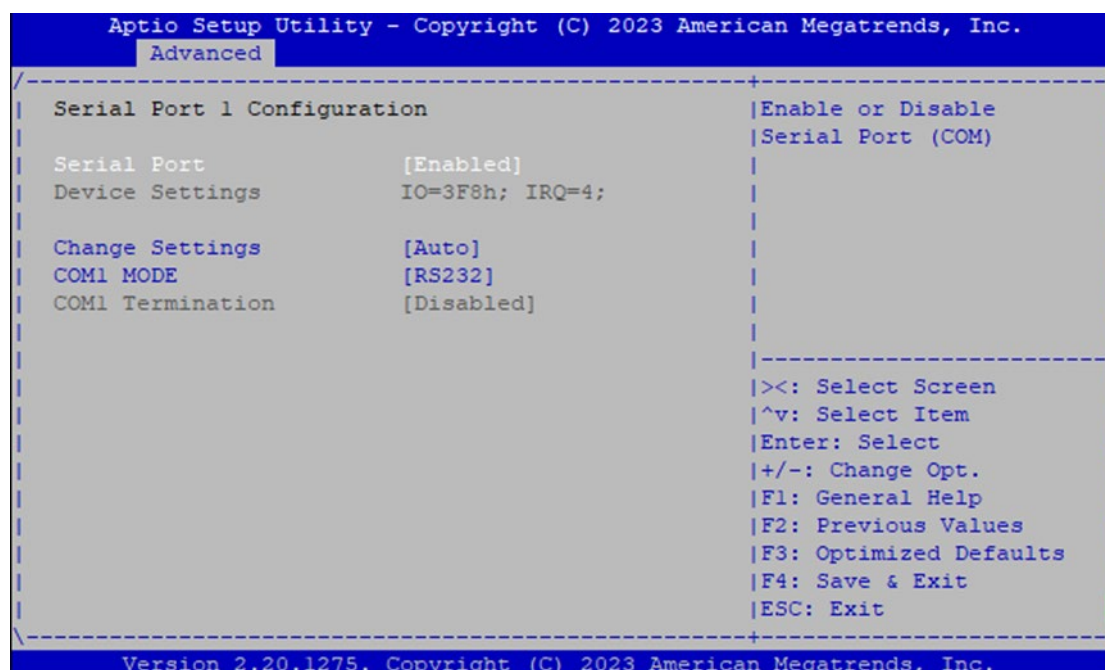 Aptio Setup Utility - Copyright (C) 2023 American Megatrends, Inc.
Advanced
Serial Port 1 Configuration
Serial Port [Enabled]
Device Settings IO=3F8h; IRQ=4;
Change Settings [Auto]
COM1 MODE [RS232]
COM1 Termination [Disabled]
Enable or Disable
Serial Port (COM)
><: Select Screen
^v: Select Item
Enter: Select
+/-: Change Opt.
F1: General Help
F2: Previous Values
F3: Optimized Defaults
F4: Save & Exit
ESC: Exit
Version 2.20.1275. Copyright (C) 2023 American Megatrends, Inc.